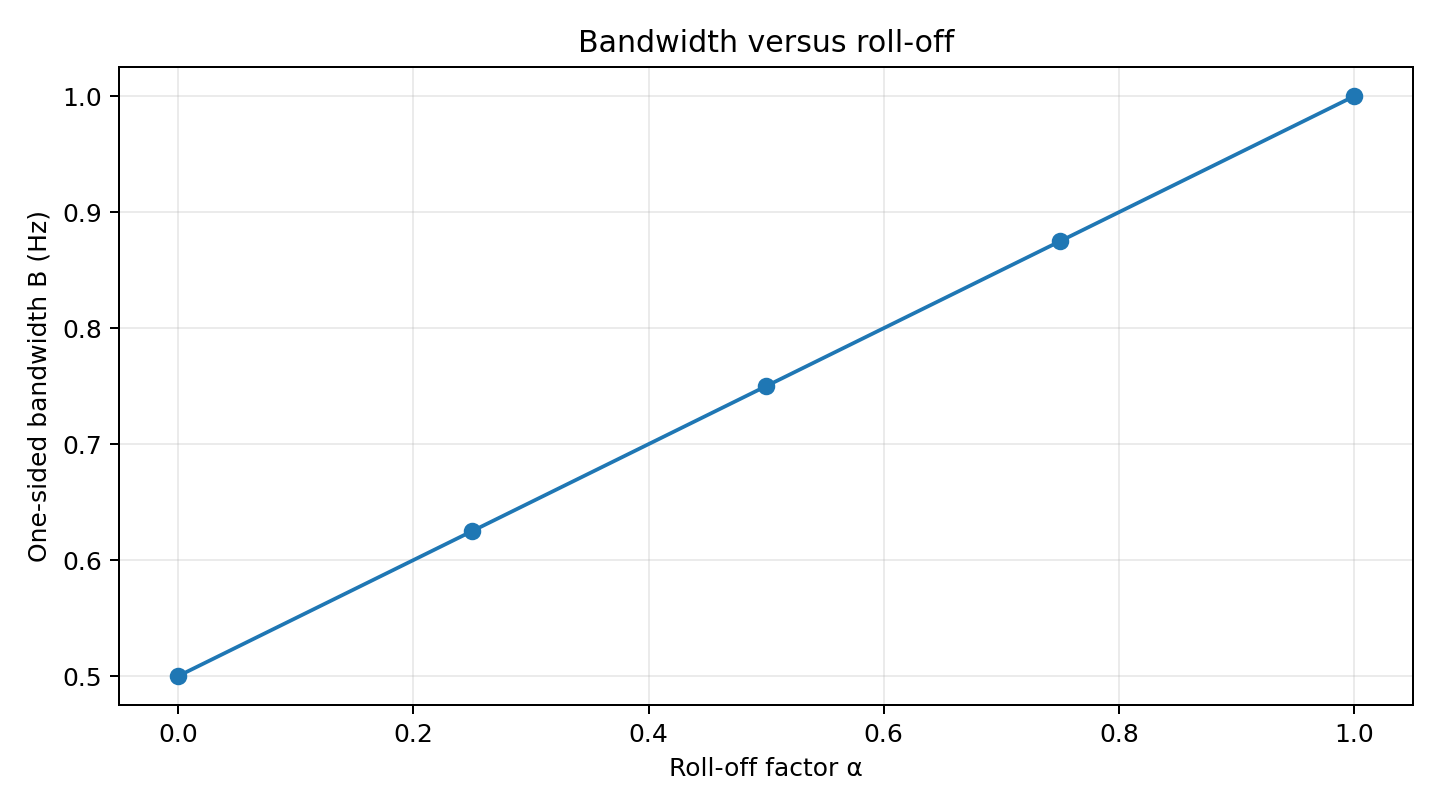 Bandwidth versus roll-off
One-sided bandwidth B (Hz)
1.0
0.9
0.8
0.7
0.6
0.5
0.0 0.2 0.4 0.6 0.8 1.0
Roll-off factor α